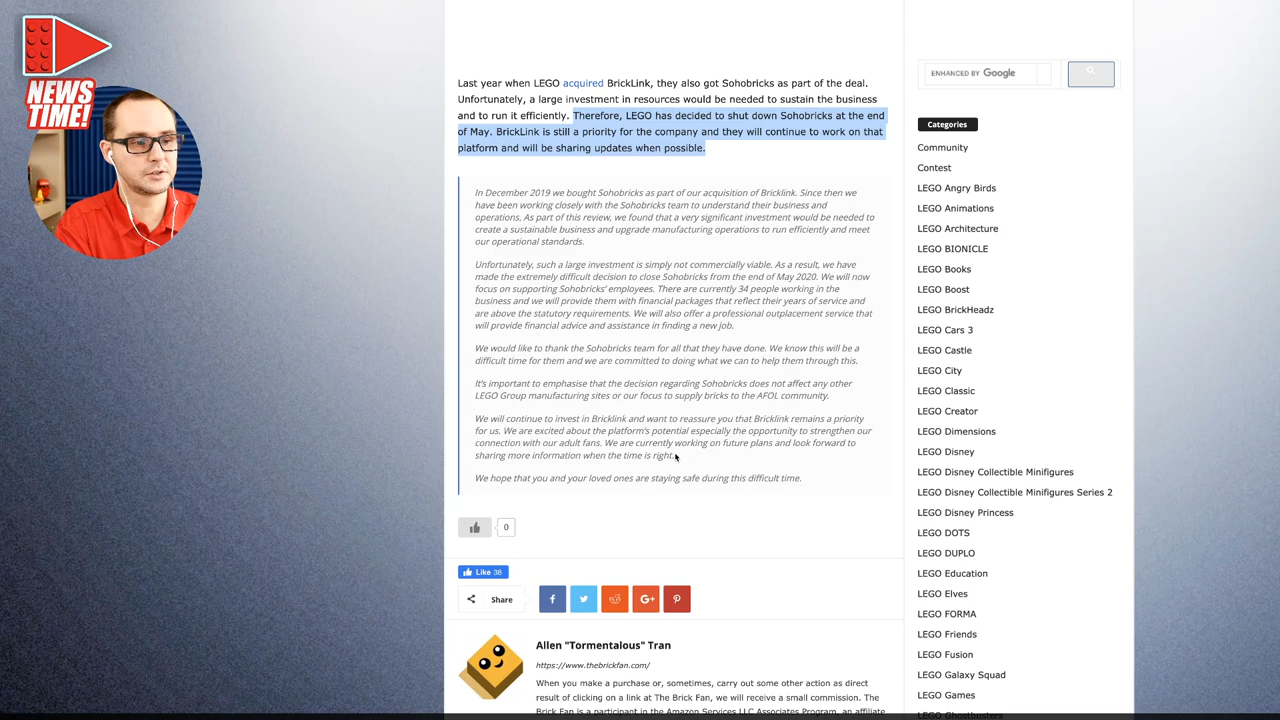 NEWS
TIME!
Last year when LEGO acquired BrickLink, they also got Sohobricks as part of the deal.
Unfortunately, a large investment in resources would be needed to sustain the business
and to run it efficiently. Therefore, LEGO has decided to shut down Sohobricks at the end
of May. BrickLink is still a priority for the company and they will continue to work on that
platform and will be sharing updates when possible.
In December 2019 we bought Sohobricks as part of our acquisition of Bricklink. Since then we
have been working closely with the Sohobricks team to understand their business and
operations. As part of this review, we found that a very significant investment would be needed to
create a sustainable business and upgrade manufacturing operations to run efficiently and meet
our operational standards.
Unfortunately, such a large investment is simply not commercially viable. As a result, we have
made the extremely difficult decision to close Sohobricks from the end of May 2020. We will now
focus on supporting Sohobricks' employees. There are currently 34 people working in the
business and we will provide them with financial packages that reflect their years of service and
are above the statutory requirements. We will also offer a professional outplacement service that
will provide financial advice and assistance in finding a new job.
We would like to thank the Sohobricks team for all that they have done. We know this will be a
difficult time for them and we are committed to doing what we can to help them through this.
It's important to emphasise that the decision regarding Sohobricks does not affect any other
LEGO Group manufacturing sites or our focus to supply bricks to the AFOL community.
We will continue to invest in Bricklink and want to reassure you that Bricklink remains a priority
for us. We are excited about the platform's potential especially the opportunity to strengthen our
connection with our adult fans. We are currently working on future plans and look forward to
sharing more information when the time is right.
We hope that you and your loved ones are staying safe during this difficult time.
0
Like 38
Share
G+
Allen "Tormentalous" Tran
https://www.thebrickfan.com/
When you make a purchase or, sometimes, carry out some other action as direct
result of clicking on a link at The Brick Fan, we will receive a small commission. The
Brick Fan is a participant in the Amazon Services LLC Associates Program, an affiliate
ENHANCED BY Google
Categories
Community
Contest
LEGO Angry Birds
LEGO Animations
LEGO Architecture
LEGO BIONICLE
LEGO Books
LEGO Boost
LEGO BrickHeadz
LEGO Cars 3
LEGO Castle
LEGO City
LEGO Classic
LEGO Creator
LEGO Dimensions
LEGO Disney
LEGO Disney Collectible Minifigures
LEGO Disney Collectible Minifigures Series 2
LEGO Disney Princess
LEGO DOTS
LEGO DUPLO
LEGO Education
LEGO Elves
LEGO FORMA
LEGO Friends
LEGO Fusion
LEGO Galaxy Squad
LEGO Games
LEGO Ghostbusters